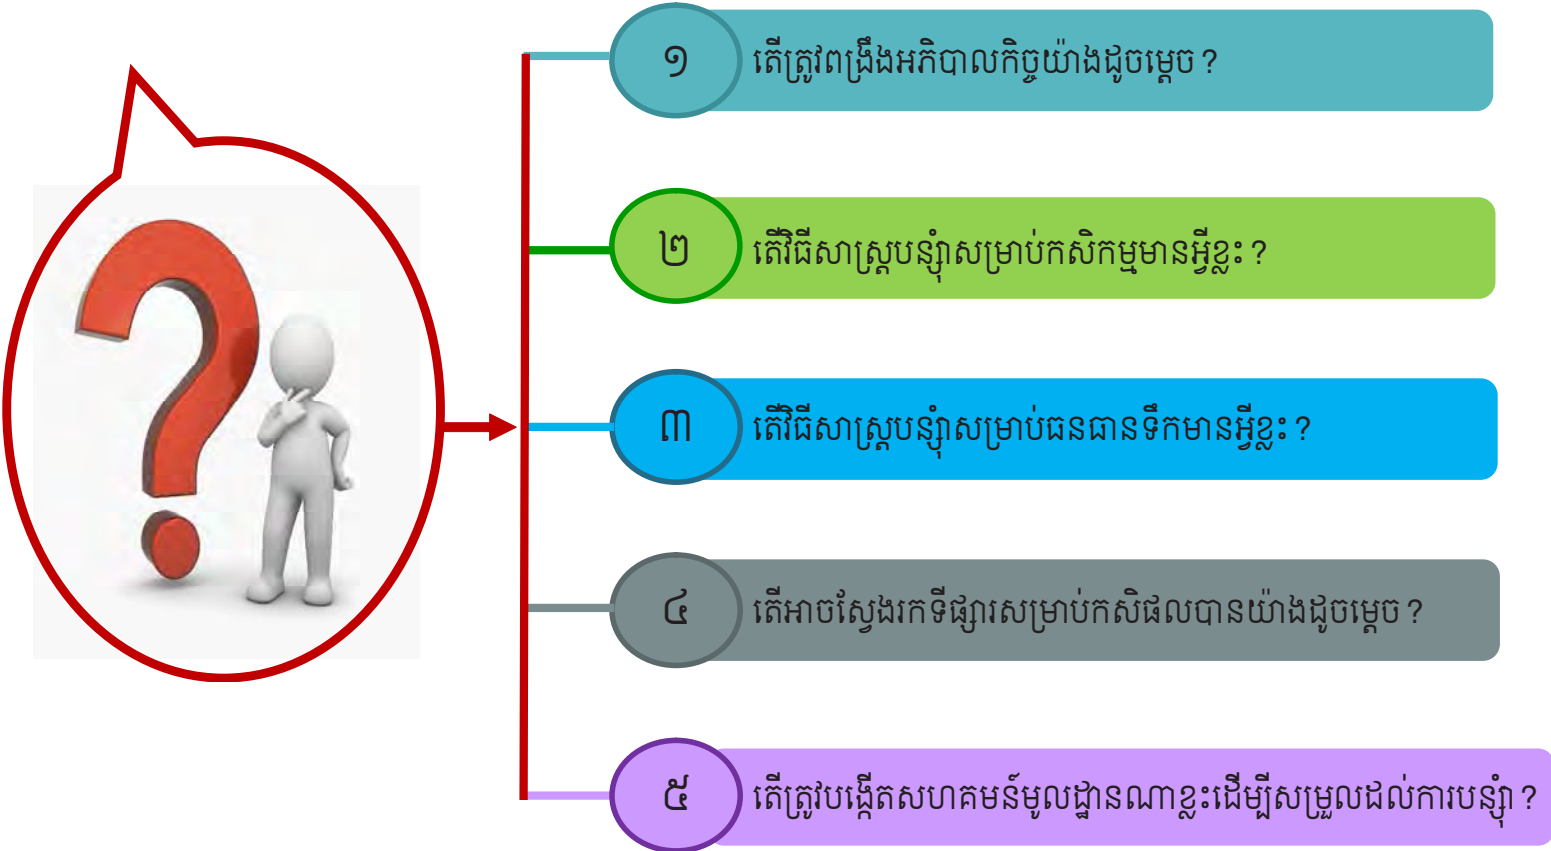 ១
តើត្រូវពង្រឹងអភិបាលកិច្ចយ៉ាងដូចម្តេច ?
២
តើវិធីសាស្ត្របន្ស៊ុំាសម្រាប់កសិកម្មមានអ្វីខ្លះ ?
៣
តើវិធីសាស្ត្របន្ស៊ុំាសម្រាប់ធនធានទឹកមានអ្វីខ្លះ ?
៤
តើអាចស្វែងរកទីផ្សារសម្រាប់កសិផលបានយ៉ាងដូចម្តេច ?
៥
តើត្រូវបង្កើតសហគមន៍មូលដ្ឋានណាខ្លះដើម្បីសម្រួលដល់ការបន្ស៊ុំា ?